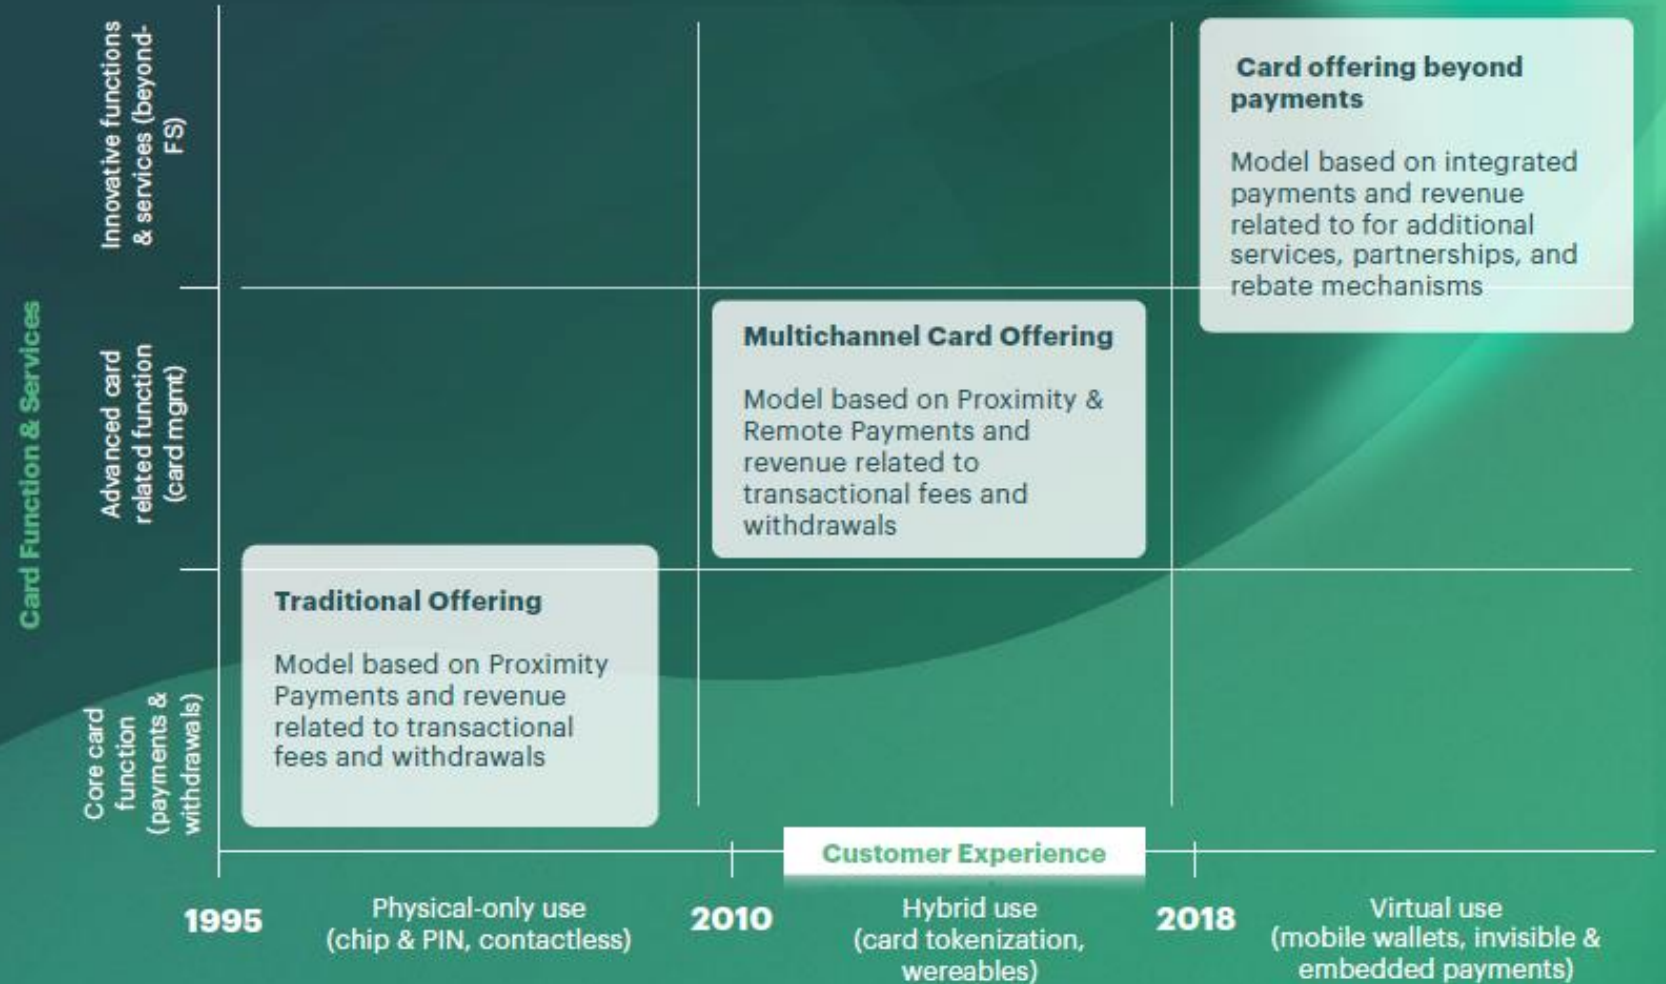 Card Function & Services
Innovative functions
& services (beyond-
FS)
Advanced card
related function
(card mgmt)
Core card
function
(payments &
withdrawals)
Card offering beyond
payments
Model based on integrated
payments and revenue
related to for additional
services, partnerships, and
rebate mechanisms
Multichannel Card Offering
Model based on Proximity &
Remote Payments and
revenue related to
transactional fees and
withdrawals
Traditional Offering
Model based on Proximity
Payments and revenue
related to transactional
fees and withdrawals
Customer Experience
1995
Physical-only use
(chip & PIN, contactless)
2010
Hybrid use
(card tokenization,
wereables)
2018
Virtual use
(mobile wallets, invisible &
embedded payments)